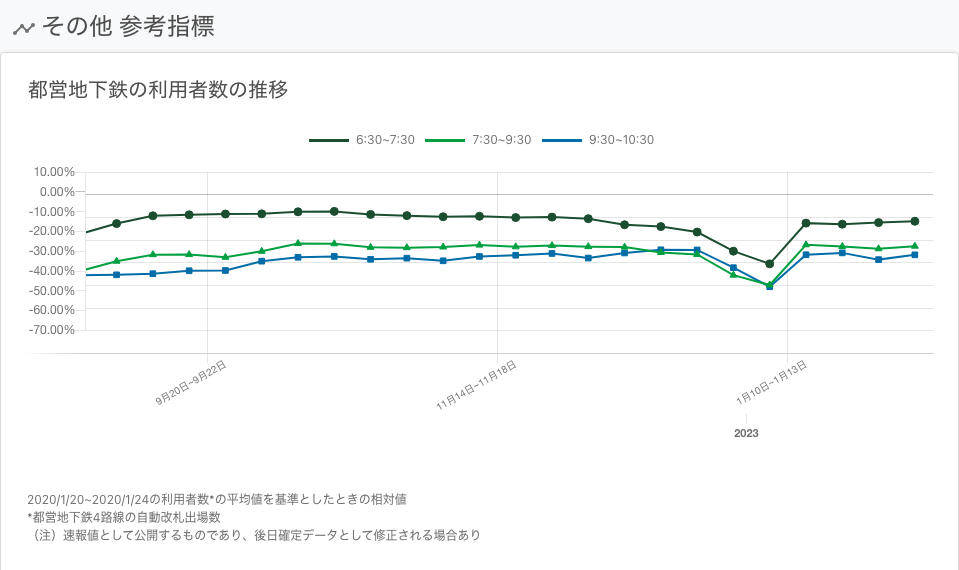 その他 参考指標
都営地下鉄の利用者数の推移
6:30~7:30 7:30~9:30 9:30~10:30
10.00%
0.00%
-10.00%
-20.00%
-30.00%
-40.00%
-50.00%
-60.00%
-70.00%
9月20日~9月22日
11月14日~11月18日
1月10日~1月13日
2023
2020/1/20~2020/1/24の利用者数*の平均値を基準としたときの相対値
*都営地下鉄4路線の自動改札出場数
（注）速報値として公開するものであり、後日確定データとして修正される場合あり